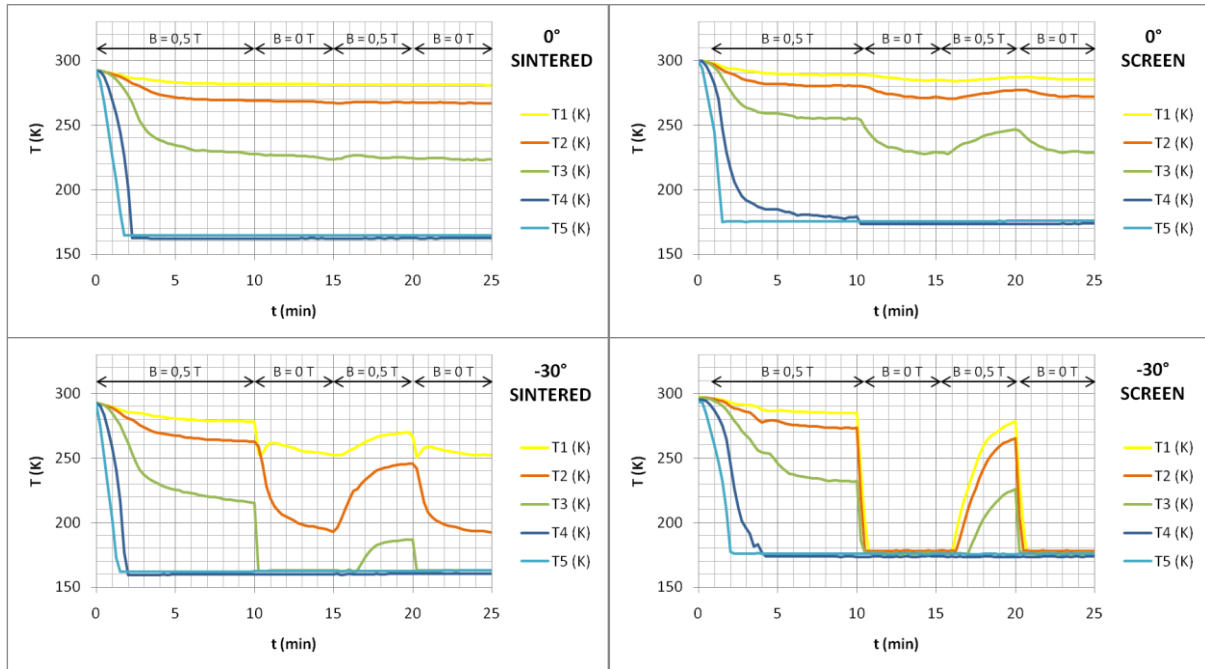 B = 0,5 T B = 0 T B = 0,5 T B = 0 T
0°
SINTERED
300
250
200
150
T (K)
0 5 10 15 20 25
t (min)
T1 (K)
T2 (K)
T3 (K)
T4 (K)
T5 (K)
B = 0,5 T B = 0 T B = 0,5 T B = 0 T
0°
SCREEN
300
250
200
150
T (K)
0 5 10 15 20 25
t (min)
T1 (K)
T2 (K)
T3 (K)
T4 (K)
T5 (K)
B = 0,5 T B = 0 T B = 0,5 T B = 0 T
-30°
SINTERED
300
250
200
150
T (K)
0 5 10 15 20 25
t (min)
T1 (K)
T2 (K)
T3 (K)
T4 (K)
T5 (K)
B = 0,5 T B = 0 T B = 0,5 T B = 0 T
-30°
SCREEN
300
250
200
150
T (K)
0 5 10 15 20 25
t (min)
T1 (K)
T2 (K)
T3 (K)
T4 (K)
T5 (K)